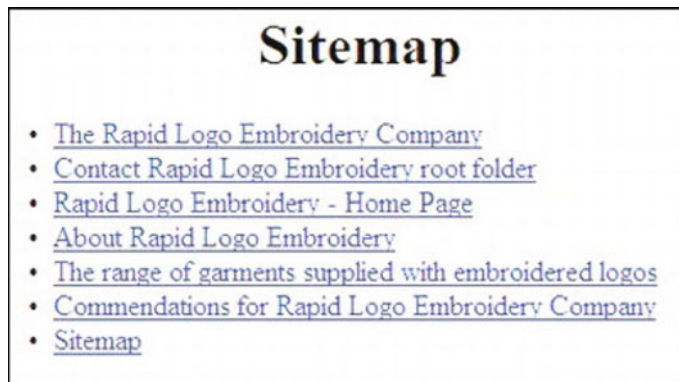 Sitemap
• The Rapid Logo Embroidery Company
• Contact Rapid Logo Embroidery root folder
• Rapid Logo Embroidery - Home Page
• About Rapid Logo Embroidery
• The range of garments supplied with embroidered logos
• Commendations for Rapid Logo Embroidery Company
• Sitemap